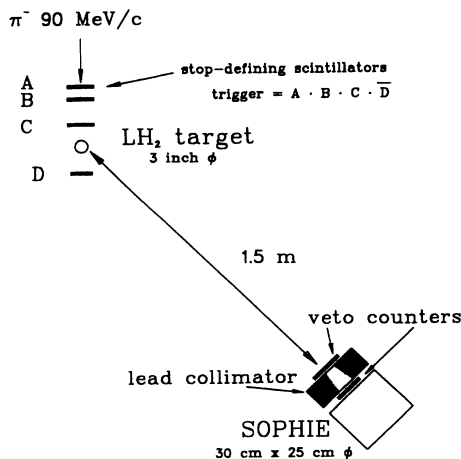 π⁻ 90 MeV/c
A
B
C
D
stop-defining scintillators
trigger = A · B · C · D̅
LH₂ target
3 inch ϕ
1.5 m
veto counters
lead collimator
SOPHIE
30 cm x 25 cm ϕ